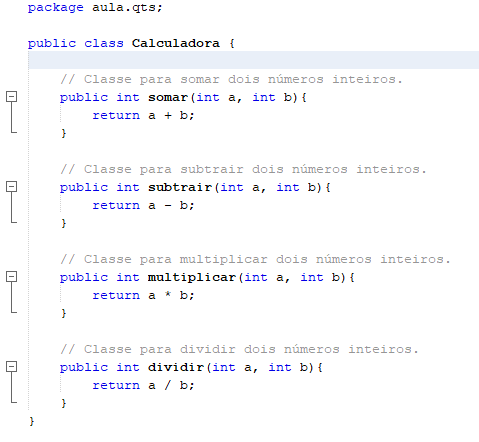 package aula.qts;
public class Calculadora {
// Classe para somar dois números inteiros.
public int somar(int a, int b){
return a + b;
}
// Classe para subtrair dois números inteiros.
public int subtrair(int a, int b){
return a - b;
}
// Classe para multiplicar dois números inteiros.
public int multiplicar(int a, int b){
return a * b;
}
// Classe para dividir dois números inteiros.
public int dividir(int a, int b){
return a / b;
}
}